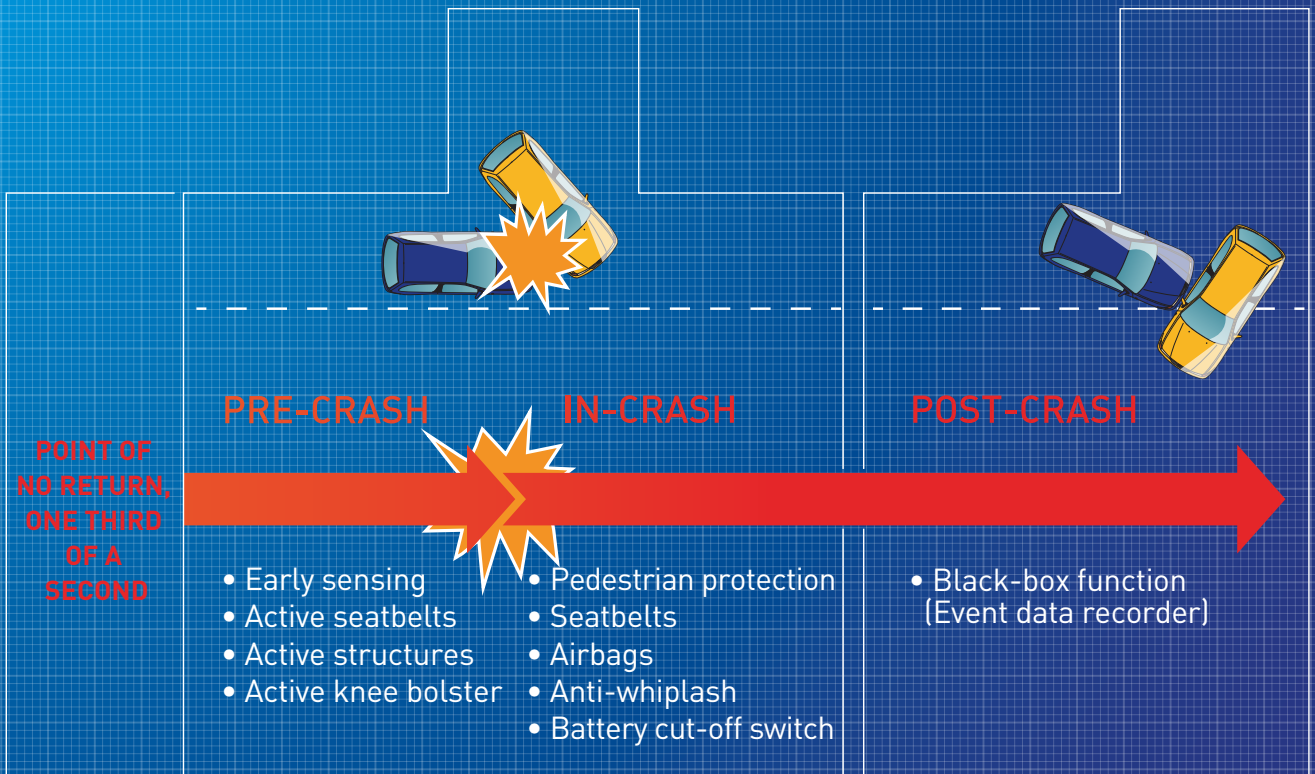 PRE-CRASH
IN-CRASH
POST-CRASH
POINT OF
NO RETURN,
ONE THIRD
OF A
SECOND
• Early sensing
• Active seatbelts
• Active structures
• Active knee bolster
• Pedestrian protection
• Seatbelts
• Airbags
• Anti-whiplash
• Battery cut-off switch
• Black-box function
(Event data recorder)